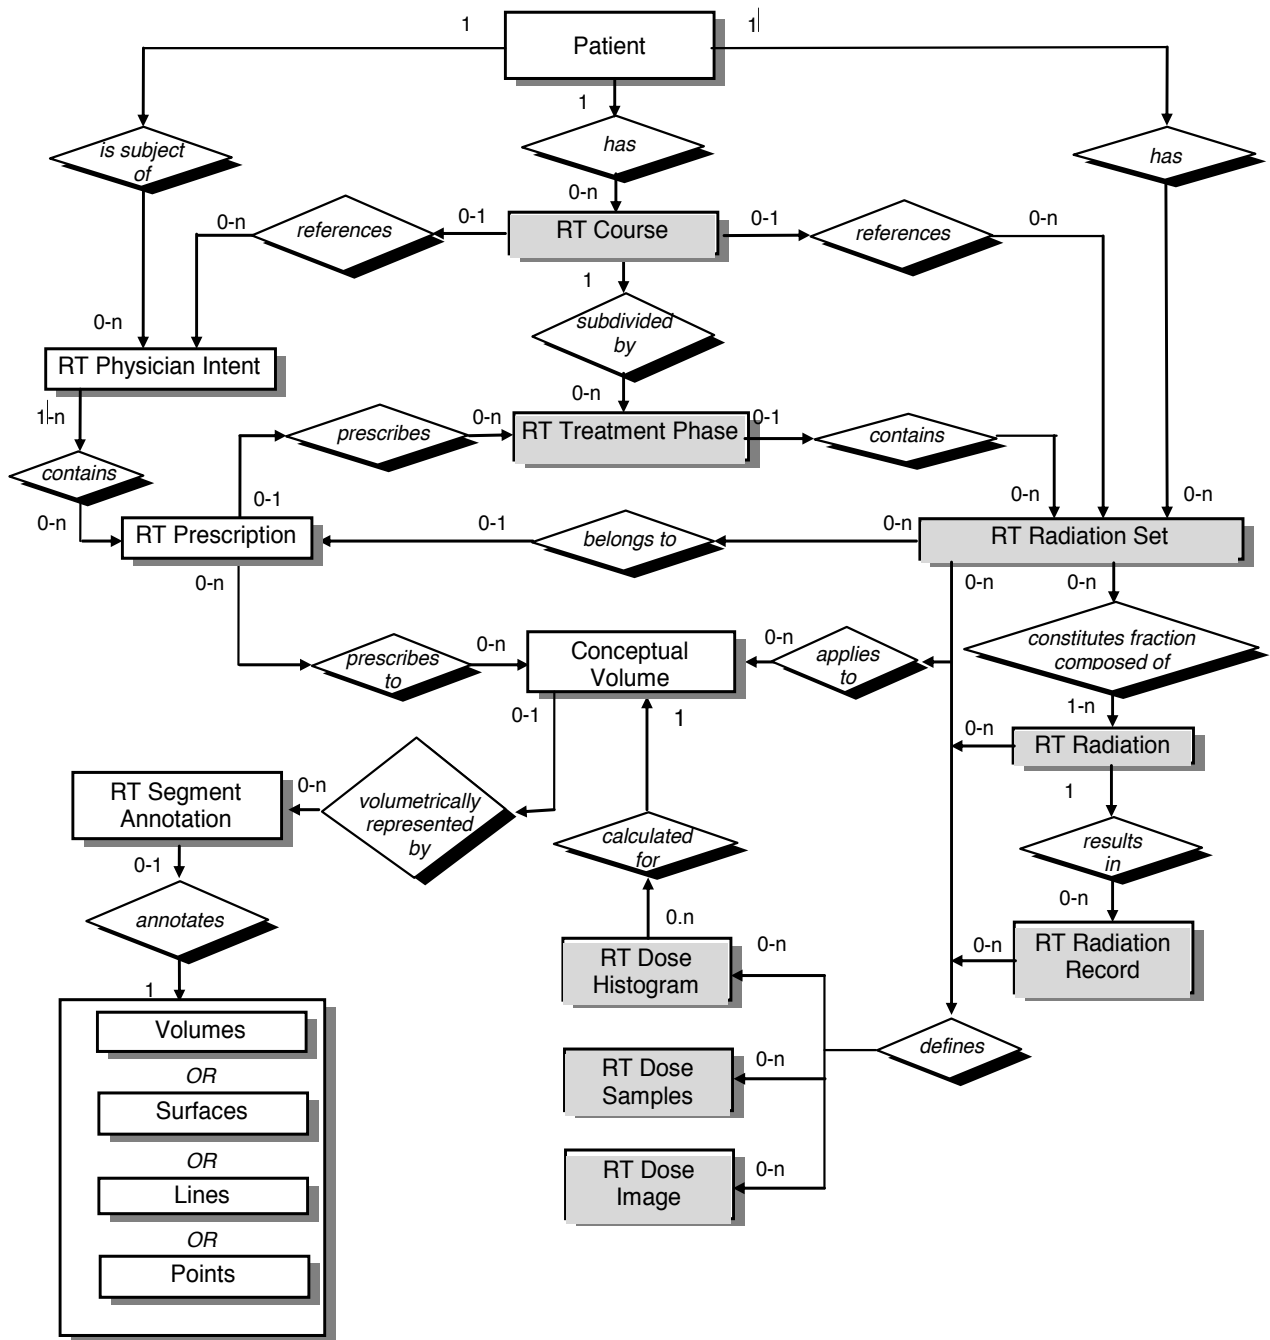 1
Patient
1
1
is subject
of
has
has
0-n
0-n
references
0-1
RT Course
0-1
references
0-n
1
subdivided
by
0-n
RT Physician Intent
0-n
1-n
prescribes
0-n
RT Treatment Phase
0-1
contains
contains
0-1
0-n
0-n
0-n
RT Prescription
0-1
belongs to
0-n
RT Radiation Set
0-n
0-n
0-n
prescribes
to
0-n
Conceptual
Volume
0-n
applies
to
constitutes fraction
composed of
0-1
1
1-n
0-n
RT Radiation
RT Segment
Annotation
0-n
volumetrically
represented
by
1
calculated
for
results
in
0-1
annotates
0.n
0-n
RT Dose
Histogram
0-n
0-n
RT Radiation
Record
1
Volumes
OR
Surfaces
OR
Lines
OR
Points
defines
RT Dose
Samples
0-n
RT Dose
Image
0-n